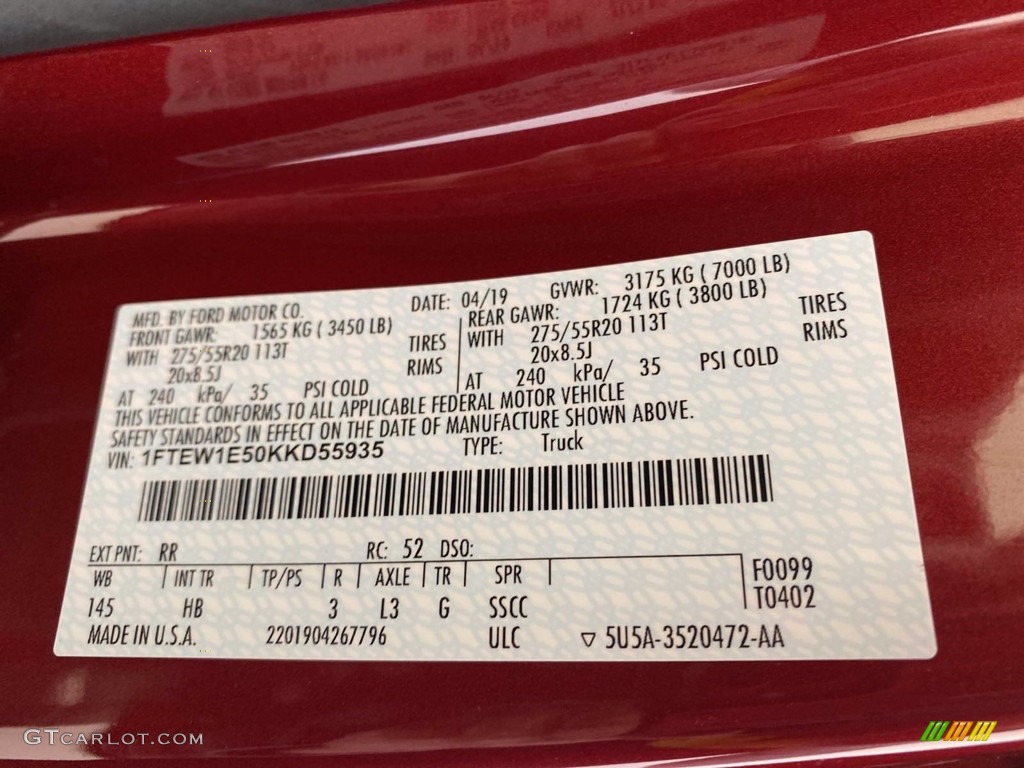 MFD. BY FORD MOTOR CO. DATE: 04/19 GVWR: 3175 KG ( 7000 LB)
FRONT GAWR: 1565 KG ( 3450 LB) REAR GAWR: 1724 KG ( 3800 LB)
WITH 275/55R20 113T TIRES WITH 275/55R20 113T TIRES
20x8.5J RIMS 20x8.5J RIMS
AT 240 kPa/ 35 PSI COLD AT 240 kPa/ 35 PSI COLD
THIS VEHICLE CONFORMS TO ALL APPLICABLE FEDERAL MOTOR VEHICLE
SAFETY STANDARDS IN EFFECT ON THE DATE OF MANUFACTURE SHOWN ABOVE.
VIN: 1FTEW1E50KKD55935 TYPE: Truck
EXT PNT: RR RC: 52 DSO:
WB INT TR TP/PS R AXLE TR SPR F0099
145 HB 3 L3 G SSCC T0402
MADE IN U.S.A. 2201904267796 ULC ▽ 5U5A-3520472-AA
GTCARLOT.COM